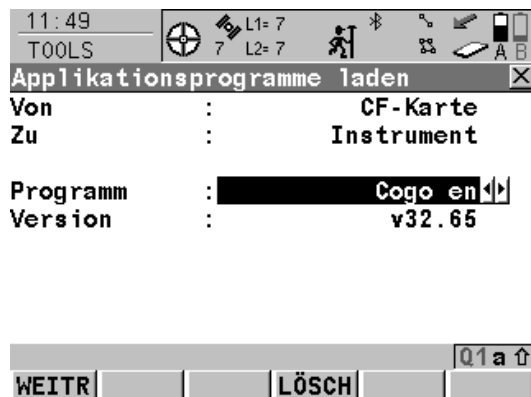 11:49
TOOLS
L1= 7
7 L2= 7
A B
Applikationsprogramme laden
Von : CF-Karte
Zu : Instrument
Programm : Cogo en
Version : v32.65
Q1 a
WEITR LÖSCH